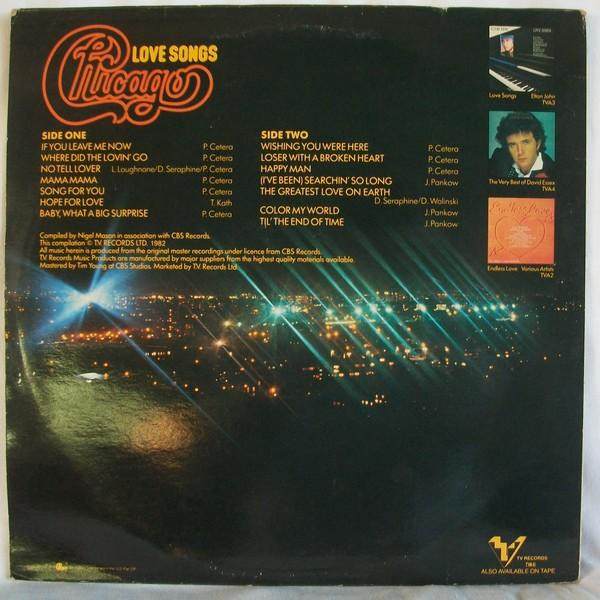 Chicago
LOVE SONGS
SIDE ONE
IF YOU LEAVE ME NOW P. Cetera
WHERE DID THE LOVIN' GO P. Cetera
NO TELL LOVER L. Loughnane/D. Seraphine/P. Cetera
MAMA MAMA P. Cetera
SONG FOR YOU P. Cetera
HOPE FOR LOVE T. Kath
BABY, WHAT A BIG SURPRISE P. Cetera
SIDE TWO
WISHING YOU WERE HERE P. Cetera
LOSER WITH A BROKEN HEART P. Cetera
HAPPY MAN P. Cetera
(I'VE BEEN) SEARCHIN' SO LONG J. Pankow
THE GREATEST LOVE ON EARTH
D. Seraphine/D. Wolinski
COLOR MY WORLD J. Pankow
TIL' THE END OF TIME J. Pankow
Compiled by Nigel Mason in association with CBS Records.
This compilation © T.V. RECORDS LTD. 1982
All music herein is produced from the original master recordings under licence from CBS Records.
T.V. Records Music Products are manufactured by major suppliers from the highest quality materials available.
Mastered by Tim Young at CBS Studios. Marketed by T.V. Records Ltd.
Love Songs Elton John
TVA3
The Very Best of David Essex
TVA4
Endless Love
Endless Love Various Artists
TVA2
TV RECORDS
TVA 6
ALSO AVAILABLE ON TAPE